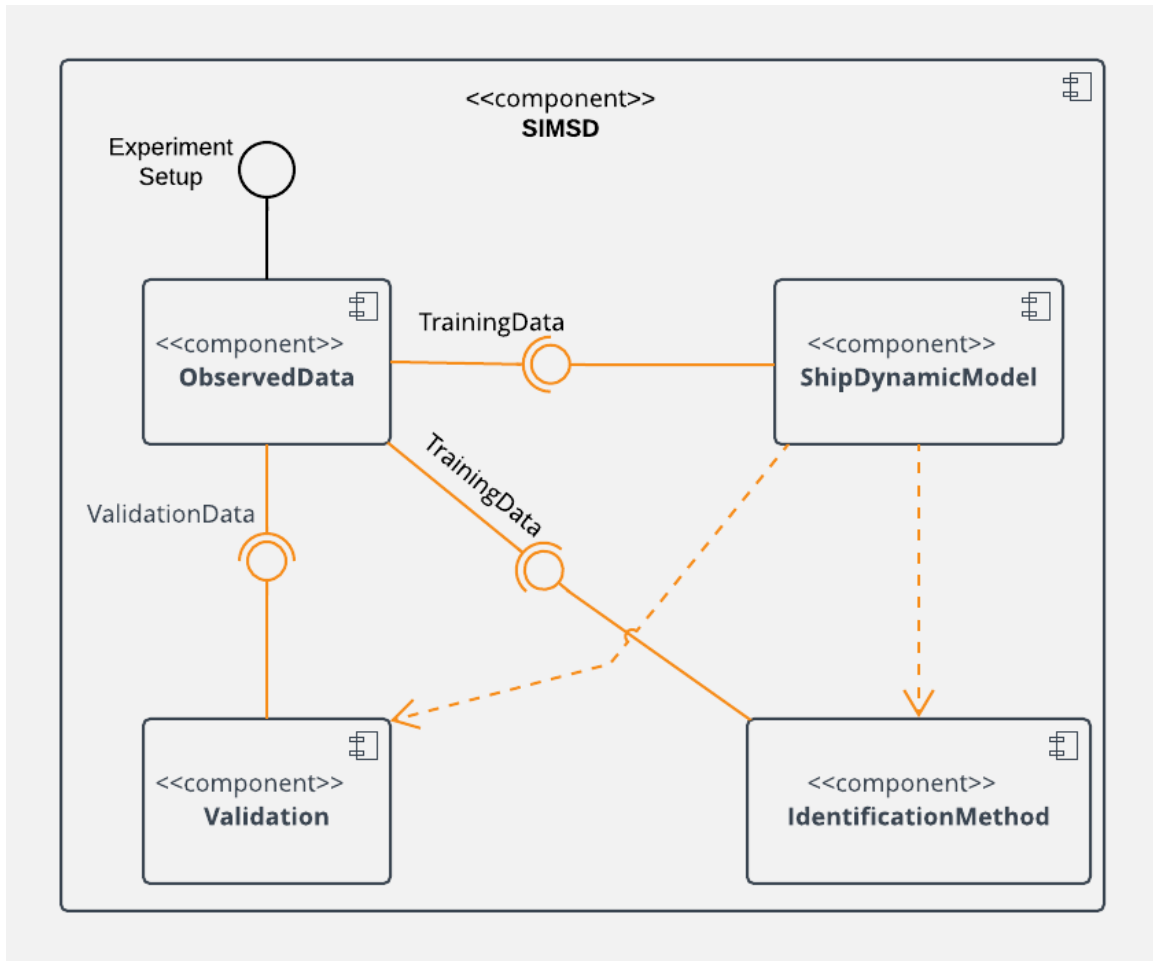 <<component>>
SIMSD
Experiment
Setup
<<component>>
ObservedData
TrainingData
<<component>>
ShipDynamicModel
TrainingData
ValidationData
<<component>>
Validation
<<component>>
IdentificationMethod